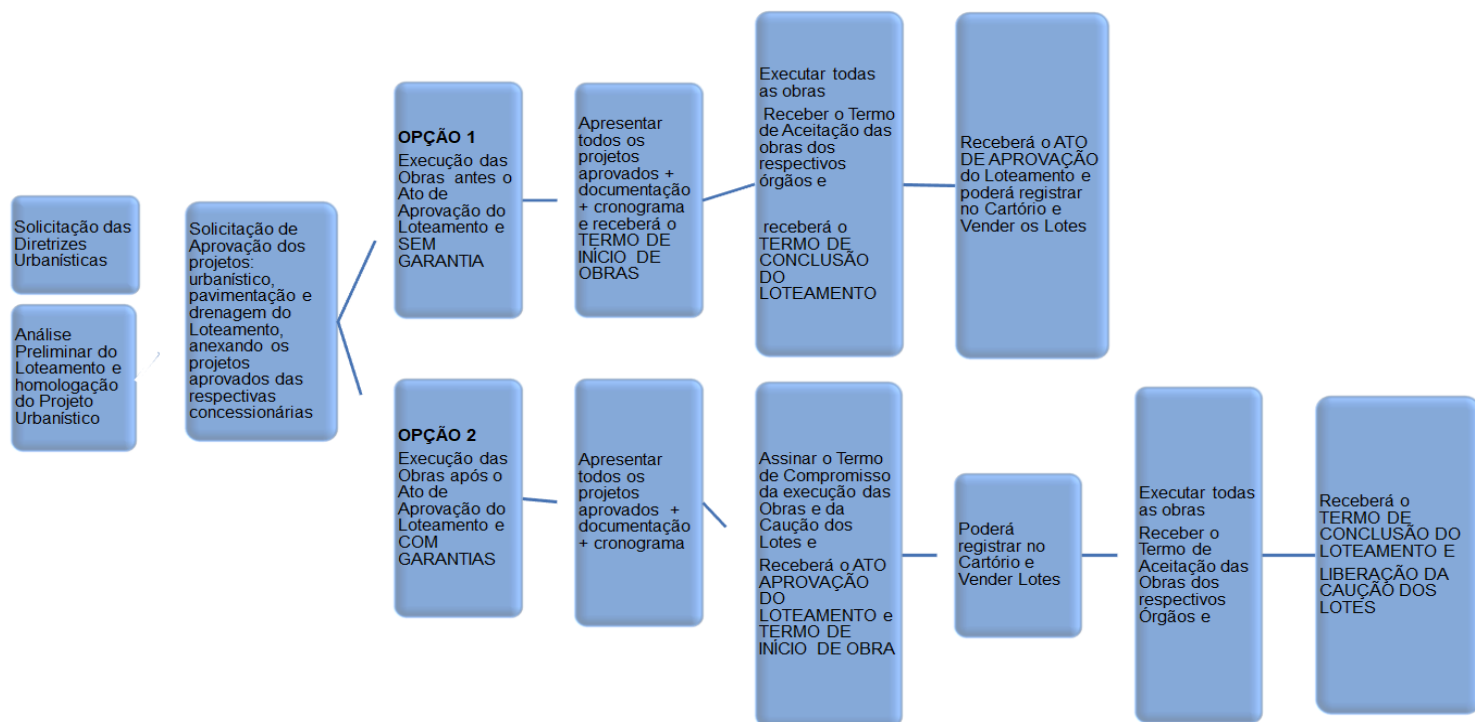 Solicitação das
Diretrizes
Urbanísticas
Análise
Preliminar do
Loteamento e
homologação
do Projeto
Urbanístico
Solicitação de
Aprovação dos
projetos:
urbanístico,
pavimentação e
drenagem do
Loteamento,
anexando os
projetos
aprovados das
respectivas
concessionárias
OPÇÃO 1
Execução das
Obras antes o
Ato de
Aprovação do
Loteamento e
SEM
GARANTIA
Apresentar
todos os
projetos
aprovados +
documentação
+ cronograma
e receberá o
TERMO DE
INÍCIO DE
OBRAS
Executar todas
as obras
Receber o Termo
de Aceitação das
obras dos
respectivos
órgãos e
receberá o
TERMO DE
CONCLUSÃO
DO
LOTEAMENTO
Receberá o ATO
DE APROVAÇÃO
do Loteamento e
poderá registrar
no Cartório e
Vender os Lotes
OPÇÃO 2
Execução das
Obras após o
Ato de
Aprovação do
Loteamento e
COM
GARANTIAS
Apresentar
todos os
projetos
aprovados +
documentação
+ cronograma
Assinar o Termo
de Compromisso
da execução das
Obras e da
Caução dos
Lotes e
Receberá o ATO
APROVAÇÃO
DO
LOTEAMENTO e
TERMO DE
INÍCIO DE OBRA
Poderá
registrar no
Cartório e
Vender Lotes
Executar todas
as obras
Receber o
Termo de
Aceitação das
Obras dos
respectivos
Órgãos e
Receberá o
TERMO DE
CONCLUSÃO DO
LOTEAMENTO E
LIBERAÇÃO DA
CAUÇÃO DOS
LOTES